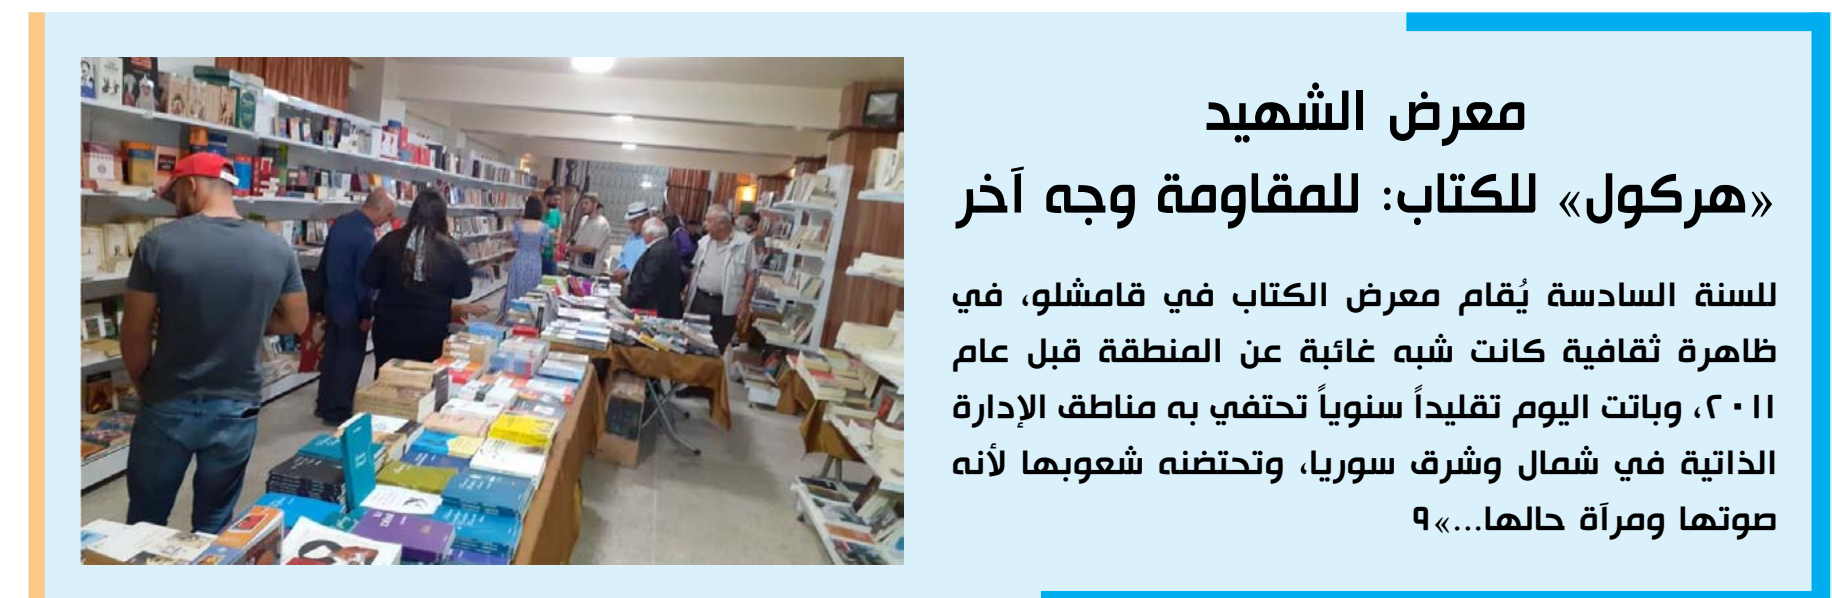 معرض الشهيد
«هركول» للكتاب: للمقاومة وجه آخر
للسنة السادسة يُقام معرض الكتاب في قامشلو، في
ظاهرة ثقافية كانت شبه غائبة عن المنطقة قبل عام
٢٠١١، وباتت اليوم تقليداً سنوياً تحتفي به مناطق الإدارة
الذاتية في شمال وشرق سوريا، وتحتضنه شعوبها لأنه
صوتها ومرآة حالها...»٩